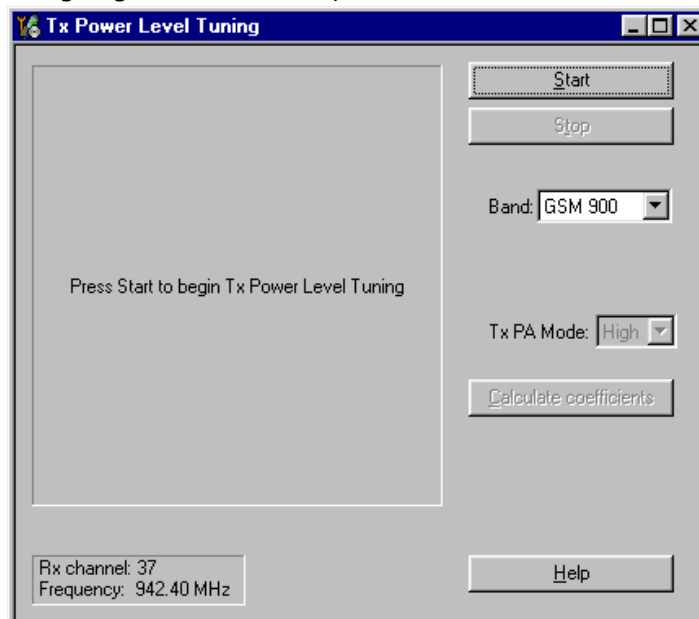 Tx Power Level Tuning
Start
Stop
Band: GSM 900
Press Start to begin Tx Power Level Tuning
Tx PA Mode: High
Calculate coefficients
Rx channel: 37
Frequency: 942.40 MHz
Help